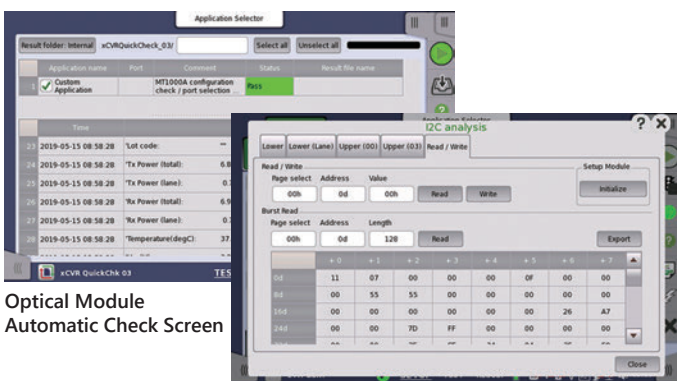 Application Selector
Result folder: Internal xCVRQuickCheck_03/ Select all Unselect all
Application name Port Comment Status Result file name
1 Custom Application MT1000A configuration check / port selection ... Pass
Time
23 2019-05-15 08:58:28 'Lot code: --
24 2019-05-15 08:58:28 'Tx Power (total): 6.8
25 2019-05-15 08:58:28 'Tx Power (lane): 0.
26 2019-05-15 08:58:28 'Rx Power (total): 6.9
27 2019-05-15 08:58:28 'Rx Power (lane): 0.
28 2019-05-15 08:58:28 'Temperature(degC): 37.
xCVR QuickChk 03 TES
Optical Module
Automatic Check Screen
I2C analysis ? X
Lower Lower (Lane) Upper (00) Upper (03) Read / Write
Read / Write Setup Module
Page select Address Value
00h 0d 00h Read Write Initialize
Burst Read
Page select Address Length
00h 0d 128 Read Export
+ 0 + 1 + 2 + 3 + 4 + 5 + 6 + 7
0d 11 07 00 00 00 0F 00 00
8d 00 55 55 00 00 00 00 00
16d 00 00 00 00 00 00 26 A7
24d 00 00 7D FF 00 00 00 00
Close